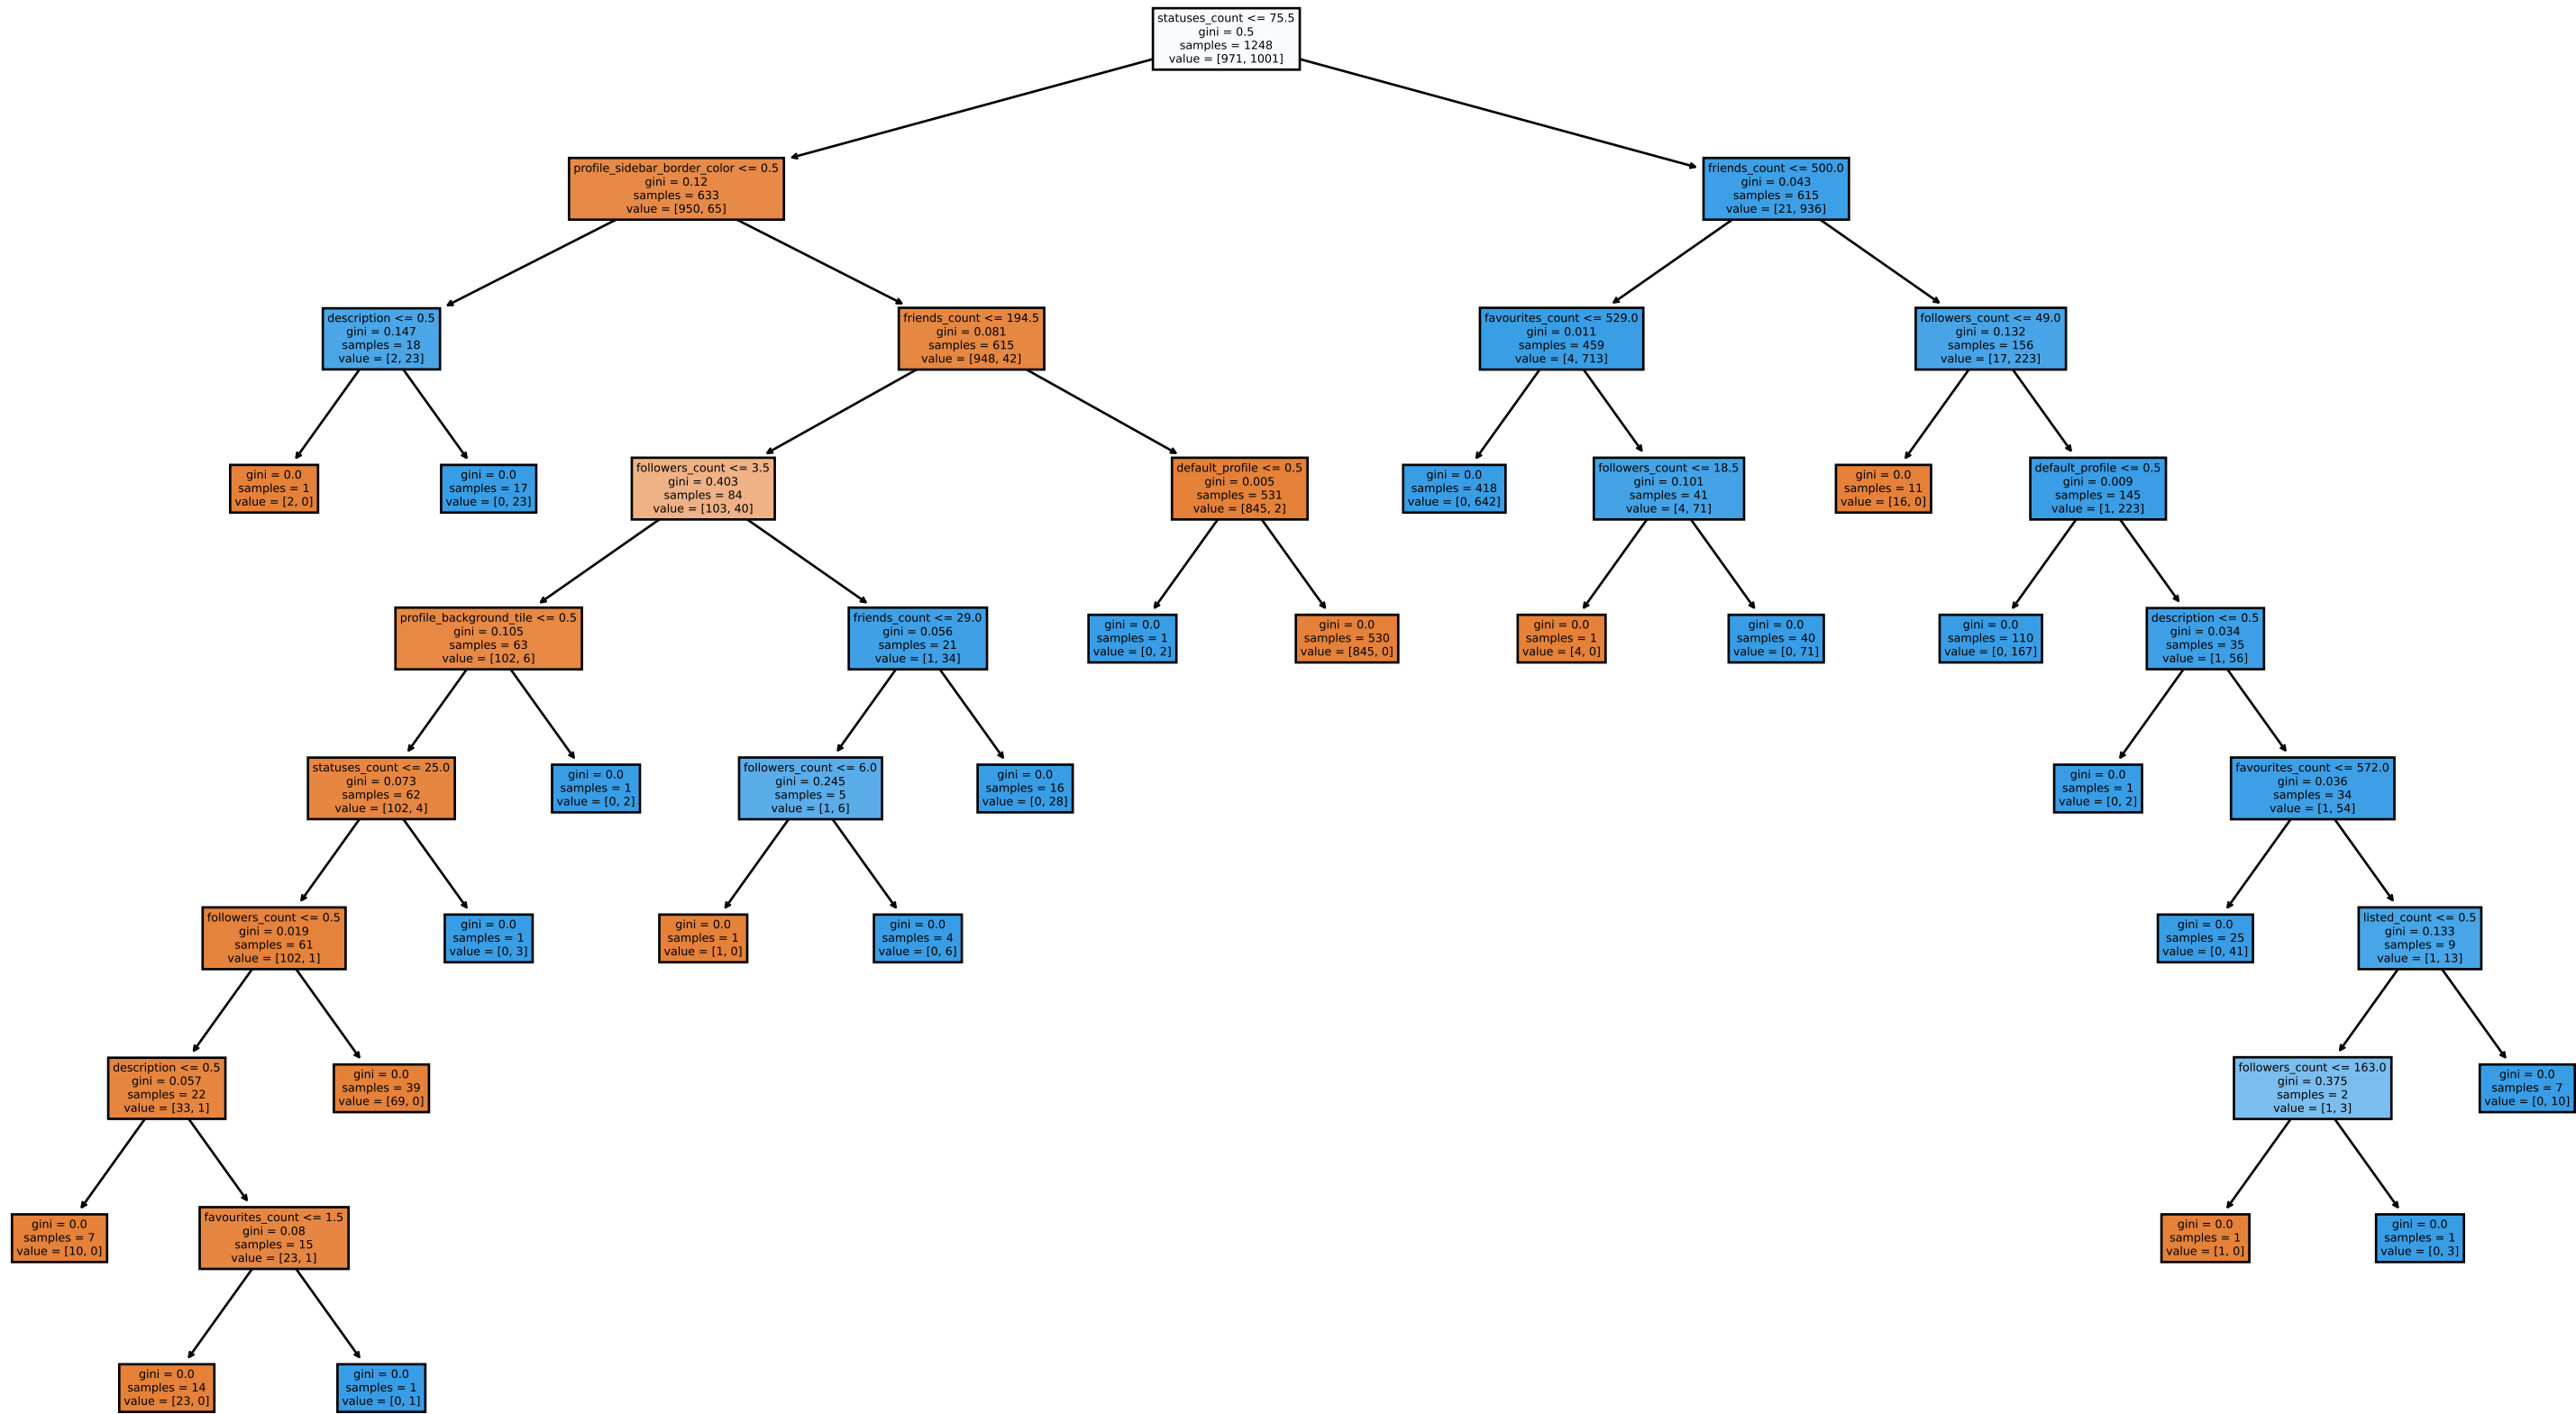 statuses_count <= 75.5
gini = 0.5
samples = 1248
value = [971, 1001]
profile_sidebar_border_color <= 0.5
gini = 0.12
samples = 633
value = [950, 65]
friends_count <= 500.0
gini = 0.043
samples = 615
value = [21, 936]
description <= 0.5
gini = 0.147
samples = 18
value = [2, 23]
friends_count <= 194.5
gini = 0.081
samples = 615
value = [948, 42]
favourites_count <= 529.0
gini = 0.011
samples = 459
value = [4, 713]
followers_count <= 49.0
gini = 0.132
samples = 156
value = [17, 223]
gini = 0.0
samples = 1
value = [2, 0]
gini = 0.0
samples = 17
value = [0, 23]
followers_count <= 3.5
gini = 0.403
samples = 84
value = [103, 40]
default_profile <= 0.5
gini = 0.005
samples = 531
value = [845, 2]
gini = 0.0
samples = 418
value = [0, 642]
followers_count <= 18.5
gini = 0.101
samples = 41
value = [4, 71]
gini = 0.0
samples = 11
value = [16, 0]
default_profile <= 0.5
gini = 0.009
samples = 145
value = [1, 223]
profile_background_tile <= 0.5
gini = 0.105
samples = 63
value = [102, 6]
friends_count <= 29.0
gini = 0.056
samples = 21
value = [1, 34]
gini = 0.0
samples = 1
value = [0, 2]
gini = 0.0
samples = 530
value = [845, 0]
gini = 0.0
samples = 1
value = [4, 0]
gini = 0.0
samples = 40
value = [0, 71]
gini = 0.0
samples = 110
value = [0, 167]
description <= 0.5
gini = 0.034
samples = 35
value = [1, 56]
statuses_count <= 25.0
gini = 0.073
samples = 62
value = [102, 4]
gini = 0.0
samples = 1
value = [0, 2]
followers_count <= 6.0
gini = 0.245
samples = 5
value = [1, 6]
gini = 0.0
samples = 16
value = [0, 28]
gini = 0.0
samples = 1
value = [0, 2]
favourites_count <= 572.0
gini = 0.036
samples = 34
value = [1, 54]
followers_count <= 0.5
gini = 0.019
samples = 61
value = [102, 1]
gini = 0.0
samples = 1
value = [0, 3]
gini = 0.0
samples = 1
value = [1, 0]
gini = 0.0
samples = 4
value = [0, 6]
gini = 0.0
samples = 25
value = [0, 41]
listed_count <= 0.5
gini = 0.133
samples = 9
value = [1, 13]
description <= 0.5
gini = 0.057
samples = 22
value = [33, 1]
gini = 0.0
samples = 39
value = [69, 0]
followers_count <= 163.0
gini = 0.375
samples = 2
value = [1, 3]
gini = 0.0
samples = 7
value = [0, 10]
gini = 0.0
samples = 7
value = [10, 0]
favourites_count <= 1.5
gini = 0.08
samples = 15
value = [23, 1]
gini = 0.0
samples = 1
value = [1, 0]
gini = 0.0
samples = 1
value = [0, 3]
gini = 0.0
samples = 14
value = [23, 0]
gini = 0.0
samples = 1
value = [0, 1]